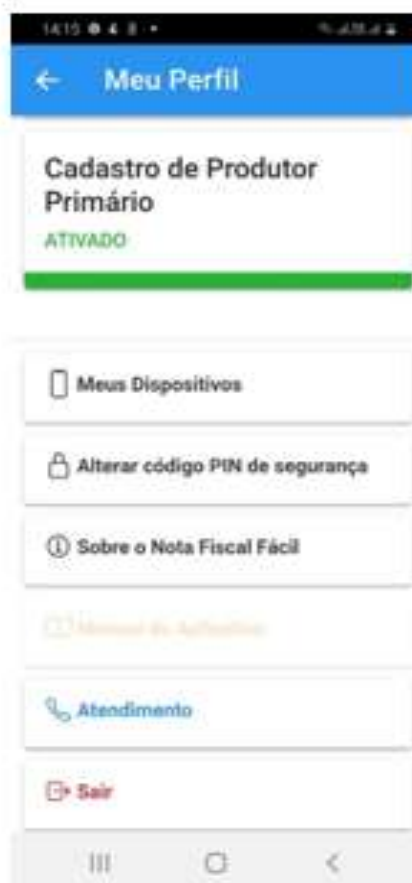 14:15
Meu Perfil
Cadastro de Produtor
Primário
ATIVADO
Meus Dispositivos
Alterar código PIN de segurança
Sobre o Nota Fiscal Fácil
Atendimento
Sair